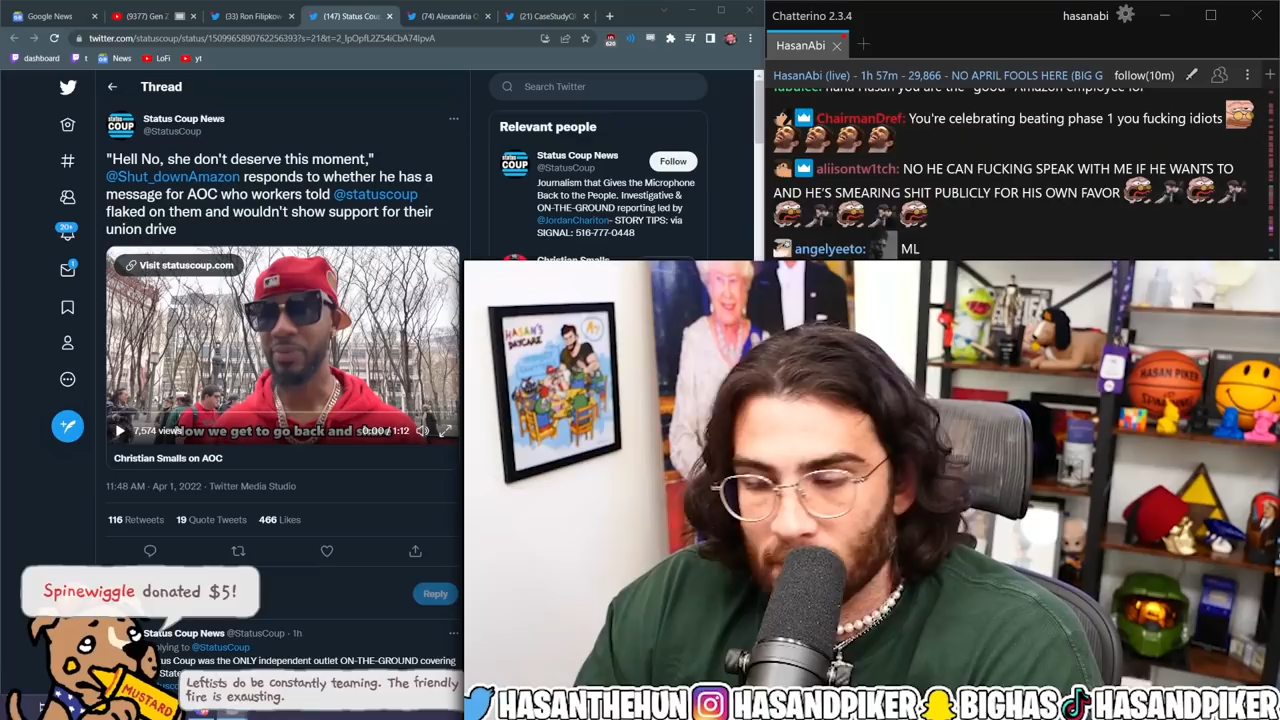 Google News
(9377) Gen Z
(33) Ron Filipkow
(147) Status Cou
(74) Alexandria O
(21) CaseStudyQ
twitter.com/statuscoup/status/1509965890762256393?s=21&t=2_lpOpfL2Z54iCbA74lpvA
dashboard
t
News
LoFi
yt
Thread
Search Twitter
Status Coup News
@StatusCoup
"Hell No, she don't deserve this moment,"
@Shut_downAmazon responds to whether he has a
message for AOC who workers told @statuscoup
flaked on them and wouldn't show support for their
union drive
Visit statuscoup.com
7,574 views
0:00 / 1:12
Christian Smalls on AOC
11:48 AM · Apr 1, 2022 · Twitter Media Studio
116 Retweets 19 Quote Tweets 466 Likes
Reply
20+
1
Relevant people
Status Coup News
@StatusCoup
Follow
Journalism that Gives the Microphone
Back to the People. Investigative &
ON-THE-GROUND reporting led by
@JordanChariton- STORY TIPS: via
SIGNAL: 516-777-0448
Christian Smalls
Spinewiggle donated $5!
Status Coup News @StatusCoup · 1h
@StatusCoup
Coup was the ONLY independent outlet ON-THE-GROUND covering
MUSTARD
Leftists do be constantly teaming. The friendly
fire is exausting.
Chatterino 2.3.4
hasanabi
HasanAbi
HasanAbi (live) - 1h 57m - 29,866 - NO APRIL FOOLS HERE (BIG G
follow(10m)
ChairmanDref: You're celebrating beating phase 1 you fucking idiots
aliisontw1tch: NO HE CAN FUCKING SPEAK WITH ME IF HE WANTS TO
AND HE'S SMEARING SHIT PUBLICLY FOR HIS OWN FAVOR
angelyeeto: ML
HASAN'S
DAYCARE
HASAN PIKER
HASANTHEHUN
HASANDPIKER
BIGHAS
HASANDPIKER